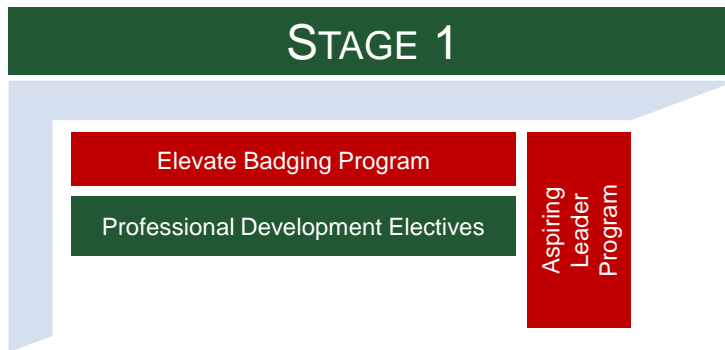 STAGE 1
Elevate Badging Program
Professional Development Electives
Aspiring
Leader
Program